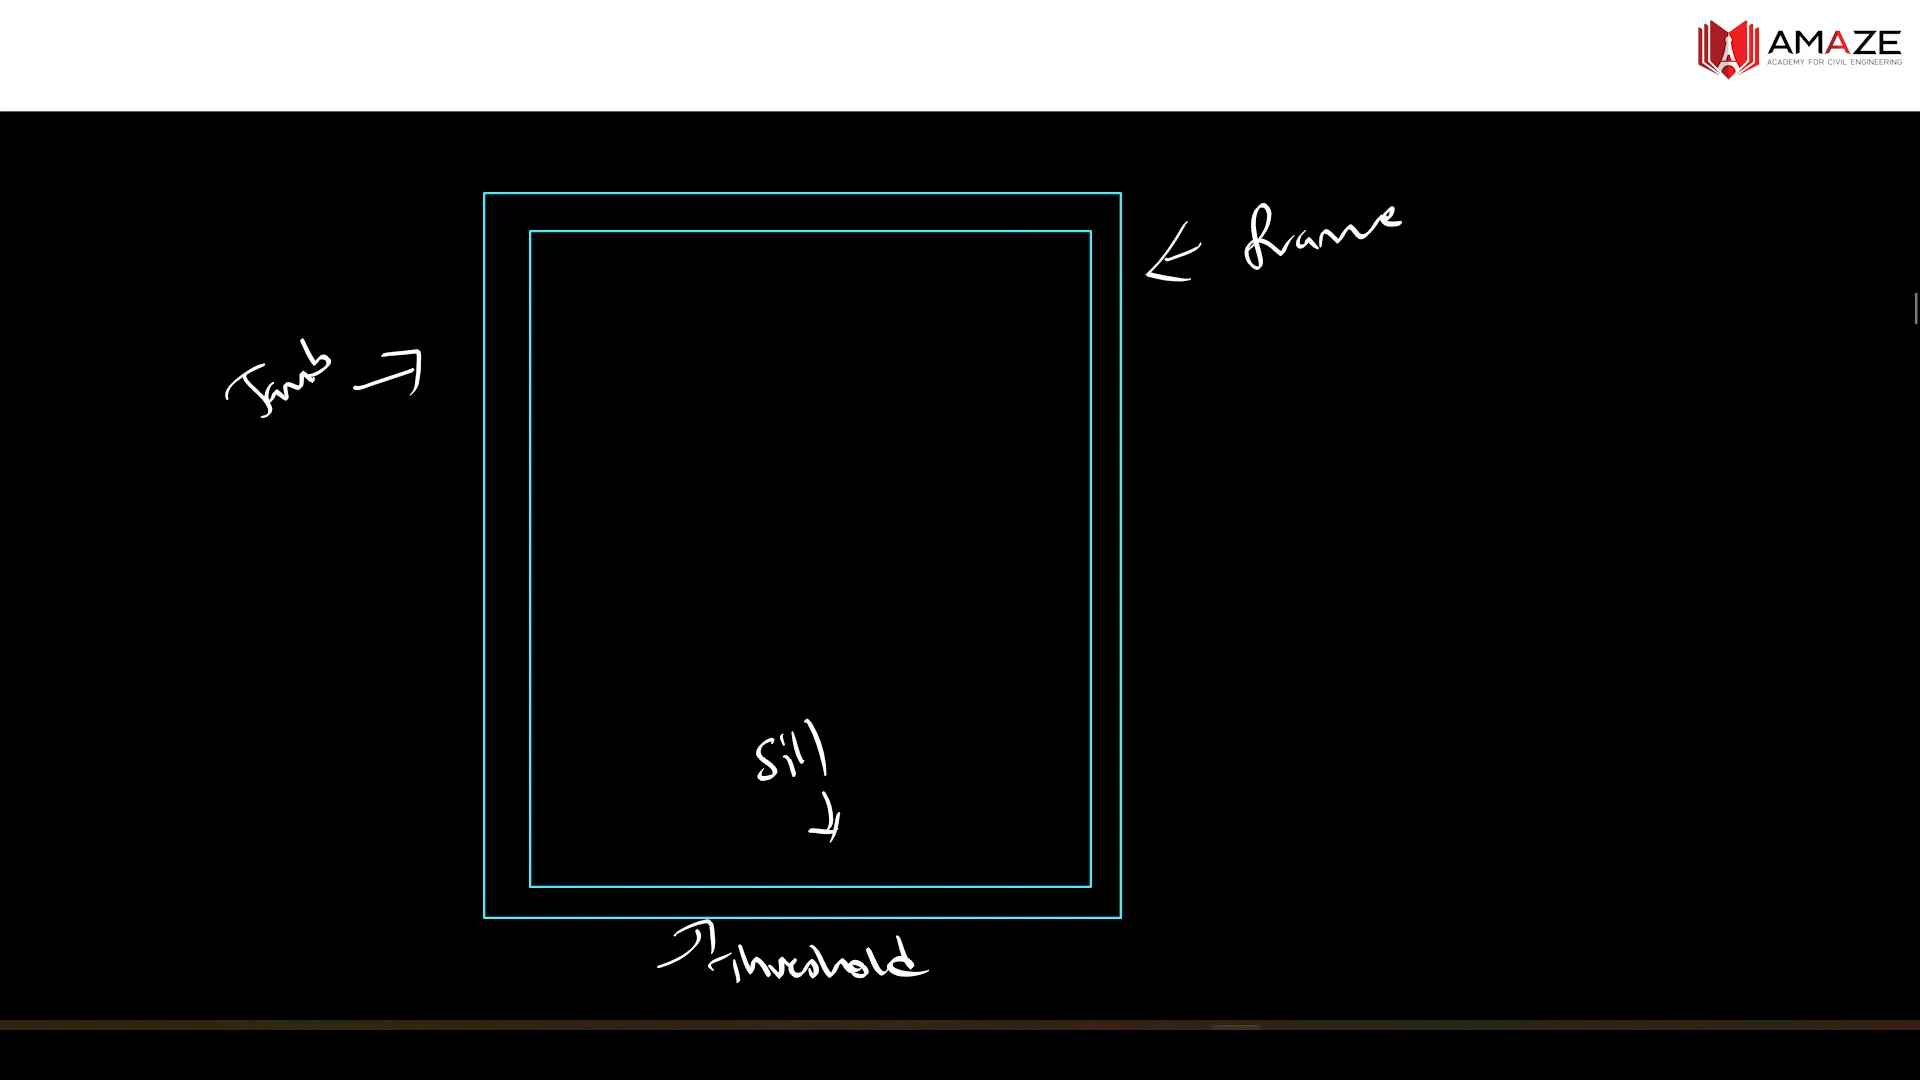 AMAZE
ACADEMY FOR CIVIL ENGINEERING
frame
Jamb
Sill
Threshold